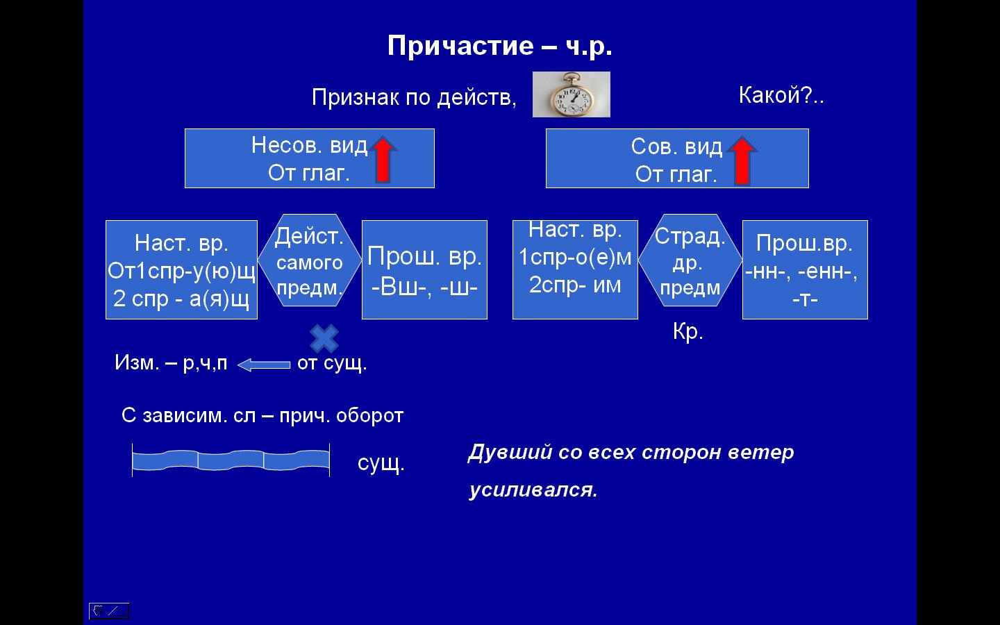 Причастие – ч.р.
Признак по действ,
Какой?..
Несов. вид
От глаг.
Сов. вид
От глаг.
Наст. вр.
От1спр-у(ю)щ
2 спр - а(я)щ
Дейст.
самого
предм.
Прош. вр.
-Вш-, -ш-
Наст. вр.
1спр-о(е)м
2спр- им
Страд.
др.
предм
Прош.вр.
-нн-, -енн-,
-т-
Кр.
Изм. – р,ч,п
от сущ.
С зависим. сл – прич. оборот
сущ.
Дувший со всех сторон ветер
усиливался.